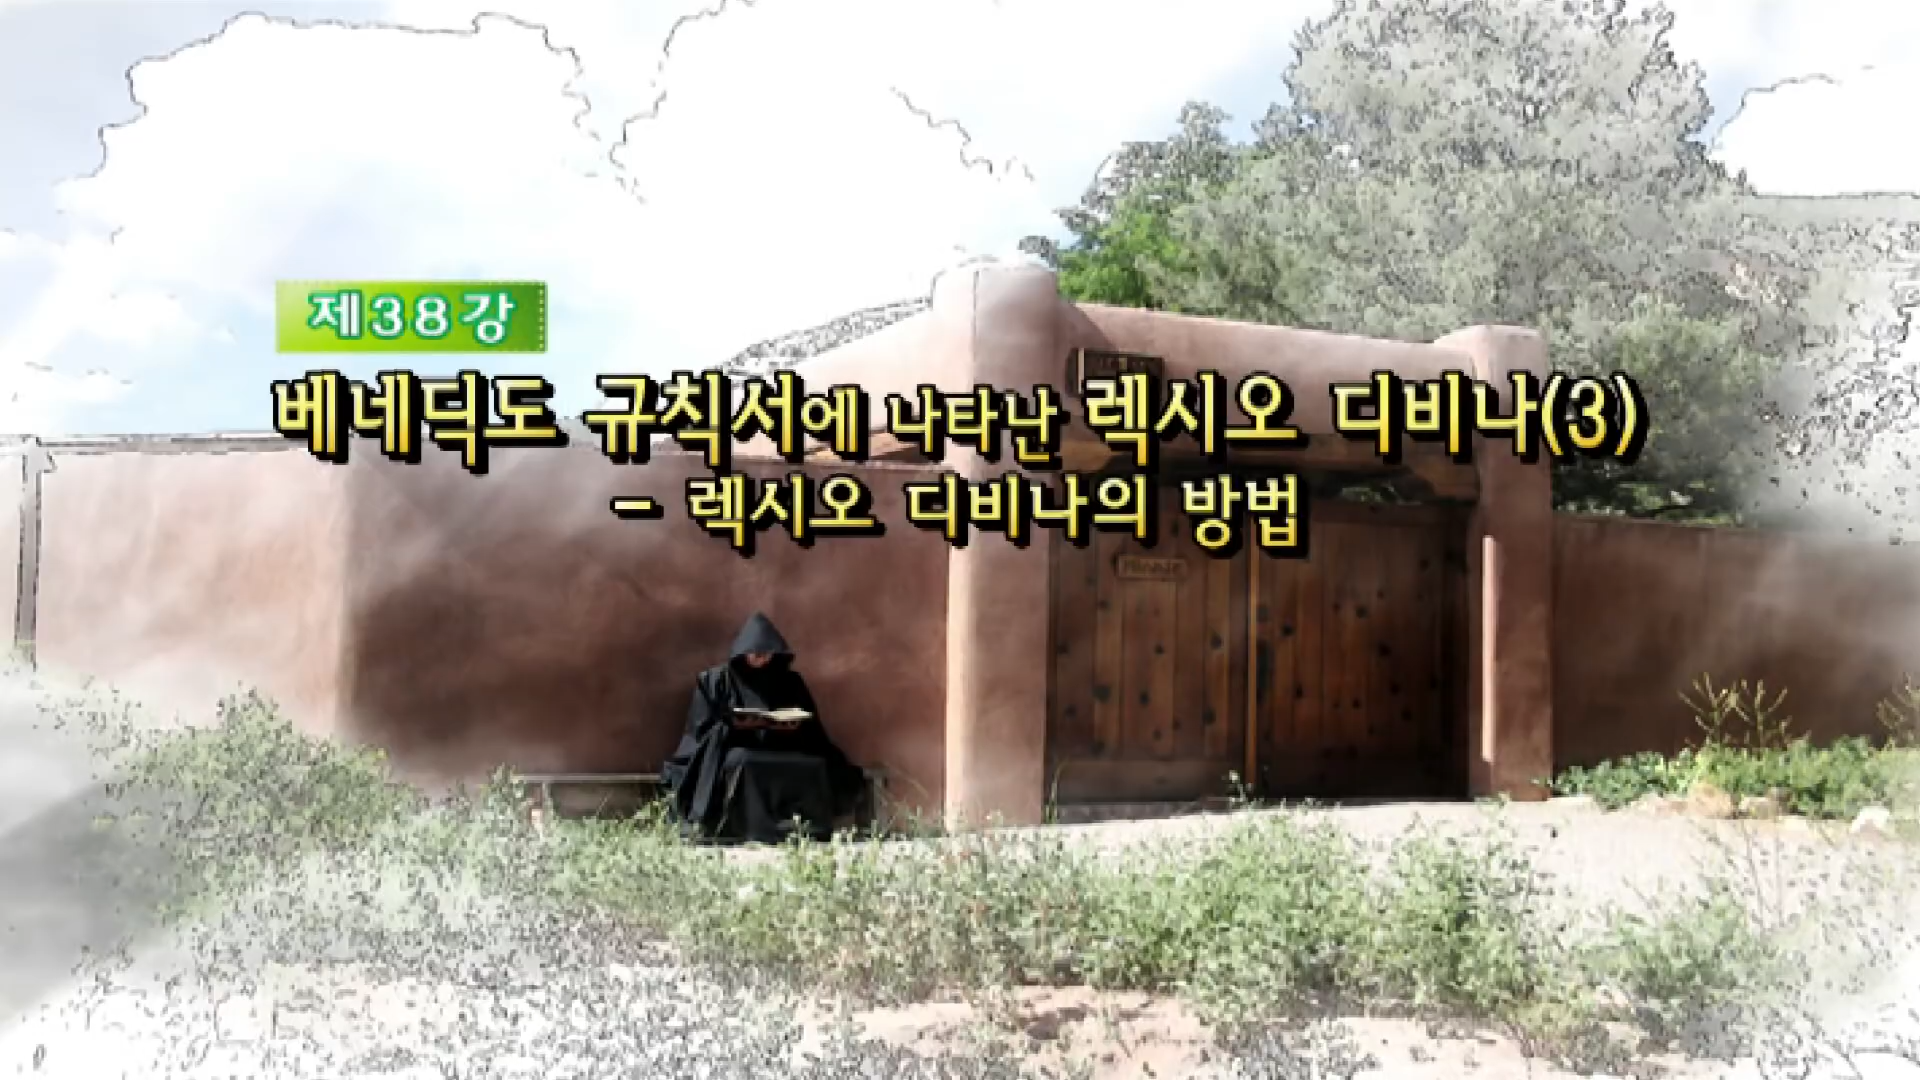 제38강
베네딕도 규칙서에 나타난 렉시오 디비나(3)
- 렉시오 디비나의 방법